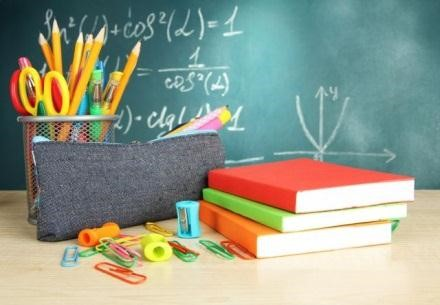 sin²(α)+cos²(α)=1
= 1/cos²(α)
(α)·ctg(α)=1
y
x